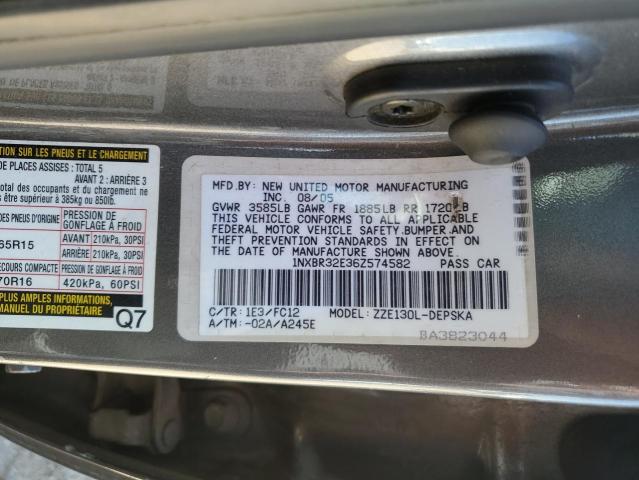 TION SUR LES PNEUS ET LE CHARGEMENT
DE PLACES ASSISES : TOTAL 5
AVANT 2 : ARRIÈRE 3
total des occupants et du chargement ne
être supérieur à 385kg ou 850lb.
PNEUS D'ORIGINE PRESSION DE GONFLAGE À FROID
65R15 AVANT 210kPa, 30PSI
ARRIÈRE 210kPa, 30PSI
SECOURS COMPACT PRESSION DE GONFLAGE À FROID
70R16 420kPa, 60PSI
PLUS AMPLES INFORMATIONS,
MANUEL DU PROPRIÉTAIRE
Q7
MFD.BY: NEW UNITED MOTOR MANUFACTURING
INC. 08/05
GVWR 3585LB GAWR FR 1885LB RR 1720LB
THIS VEHICLE CONFORMS TO ALL APPLICABLE
FEDERAL MOTOR VEHICLE SAFETY,BUMPER,AND
THEFT PREVENTION STANDARDS IN EFFECT ON
THE DATE OF MANUFACTURE SHOWN ABOVE.
1NXBR32E36Z574582 PASS CAR
C/TR: 1E3/FC12 MODEL: ZZE130L-DEPSKA
A/TM: -02A/A245E
BA3823044